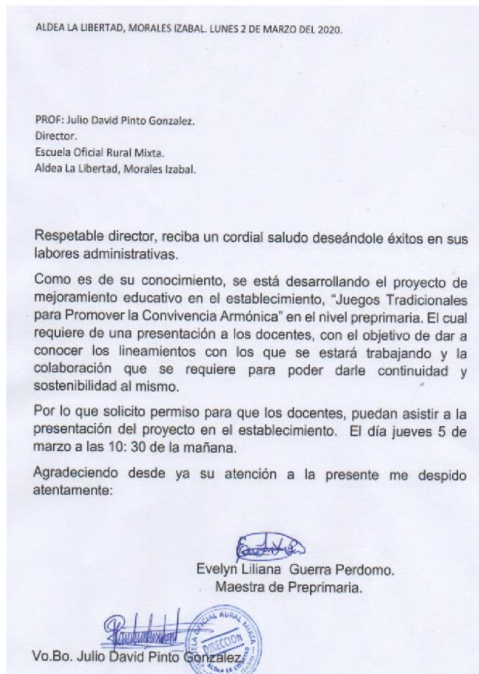 ALDEA LA LIBERTAD, MORALES IZABAL. LUNES 2 DE MARZO DEL 2020.
PROF: Julio David Pinto Gonzalez.
Director.
Escuela Oficial Rural Mixta.
Aldea La Libertad, Morales Izabal.
Respetable director, reciba un cordial saludo deseándole éxitos en sus
labores administrativas.
Como es de su conocimiento, se está desarrollando el proyecto de
mejoramiento educativo en el establecimiento, “Juegos Tradicionales
para Promover la Convivencia Armónica” en el nivel preprimaria. El cual
requiere de una presentación a los docentes, con el objetivo de dar a
conocer los lineamientos con los que se estará trabajando y la
colaboración que se requiere para poder darle continuidad y
sostenibilidad al mismo.
Por lo que solicito permiso para que los docentes, puedan asistir a la
presentación del proyecto en el establecimiento. El día jueves 5 de
marzo a las 10: 30 de la mañana.
Agradeciendo desde ya su atención a la presente me despido
atentamente:
Evelyn Liliana Guerra Perdomo.
Maestra de Preprimaria.
OFICIAL RURAL MIXTA
DIRECCION
ALDEA LA LIBERTAD
Vo.Bo. Julio David Pinto Gonzalez.